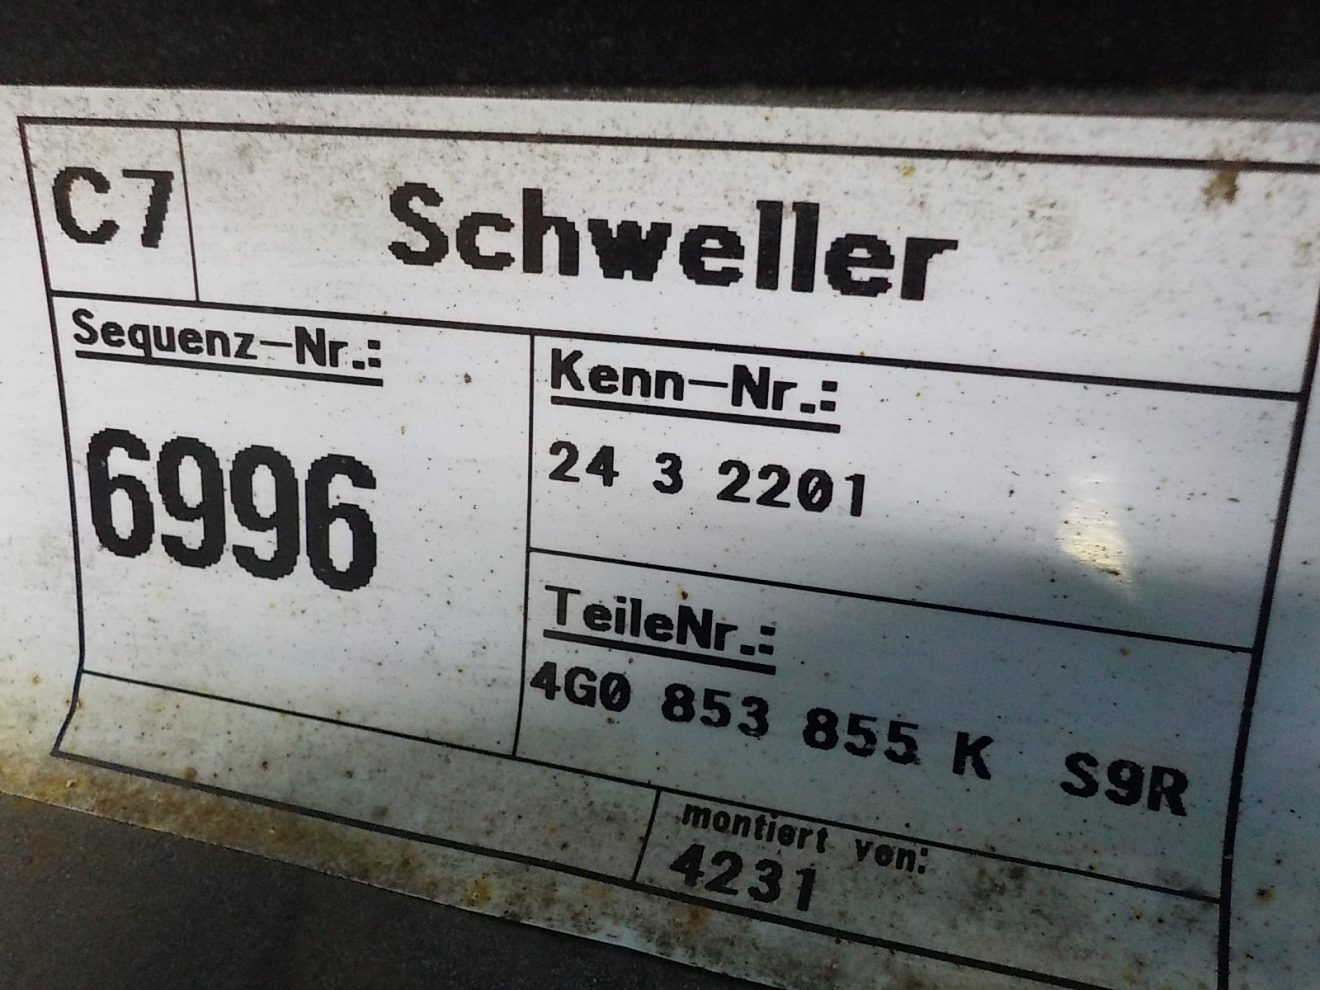 C7 Schweller
Sequenz-Nr.:
6996
Kenn-Nr.:
24 3 2201
TeileNr.:
4G0 853 855 K S9R
montiert von:
4231